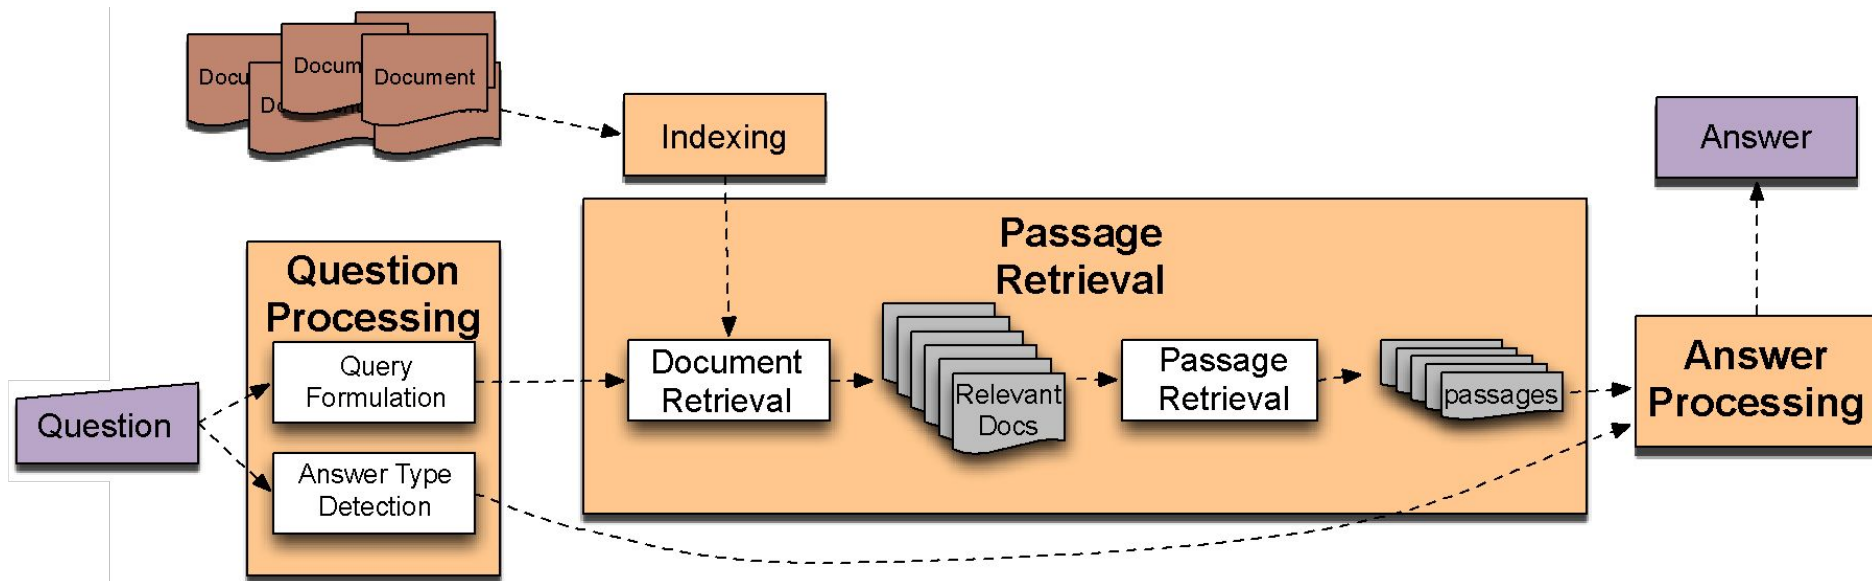 Docu
Docum
Document
Do
Indexing
Answer
Passage
Retrieval
Question
Processing
Query
Formulation
Document
Retrieval
Relevant
Docs
Passage
Retrieval
passages
Answer
Processing
Question
Answer Type
Detection